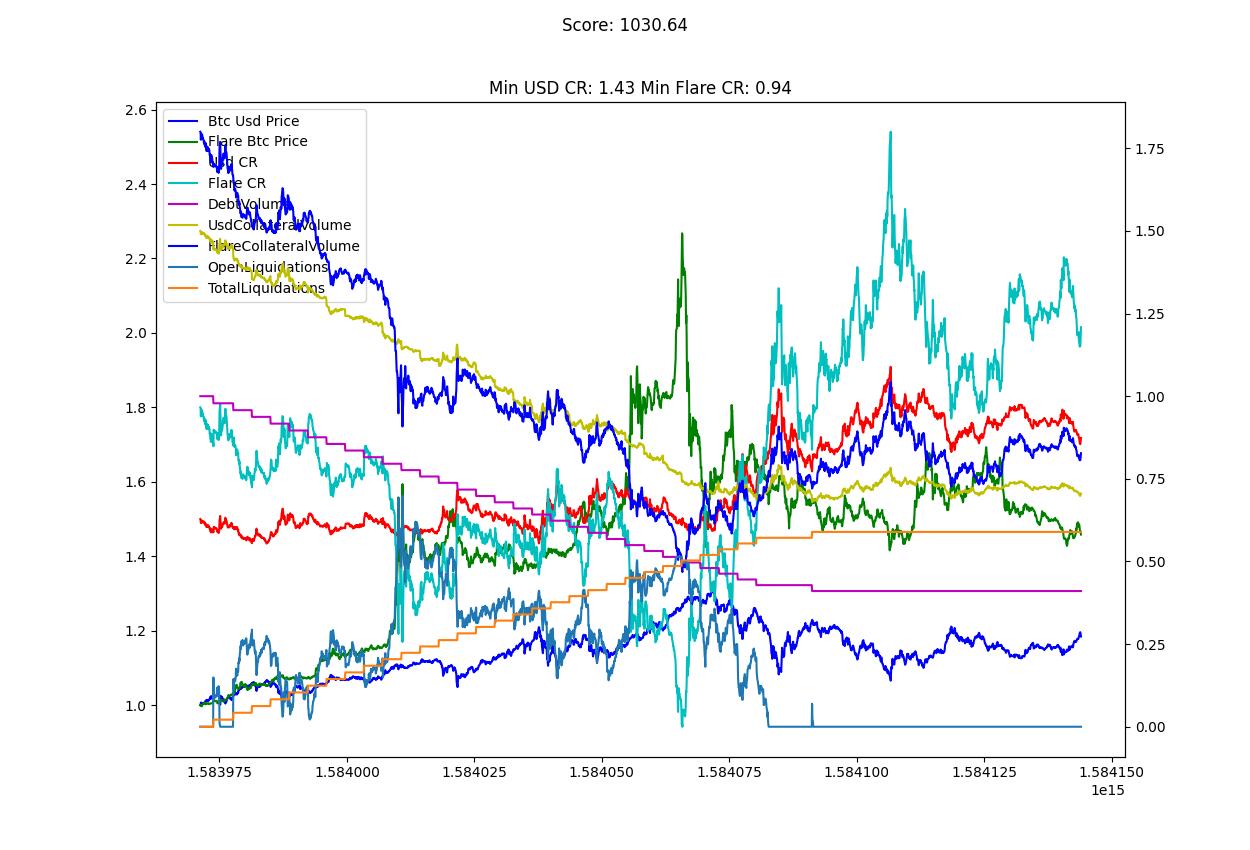 Score: 1030.64
Min USD CR: 1.43 Min Flare CR: 0.94
2.6
2.4
2.2
2.0
1.8
1.6
1.4
1.2
1.0
Btc Usd Price
Flare Btc Price
Usd CR
Flare CR
DebtVolume
UsdCollateralVolume
FlareCollateralVolume
OpenLiquidations
TotalLiquidations
1.75
1.50
1.25
1.00
0.75
0.50
0.25
0.00
1.583975 1.584000 1.584025 1.584050 1.584075 1.584100 1.584125 1.584150
1e15